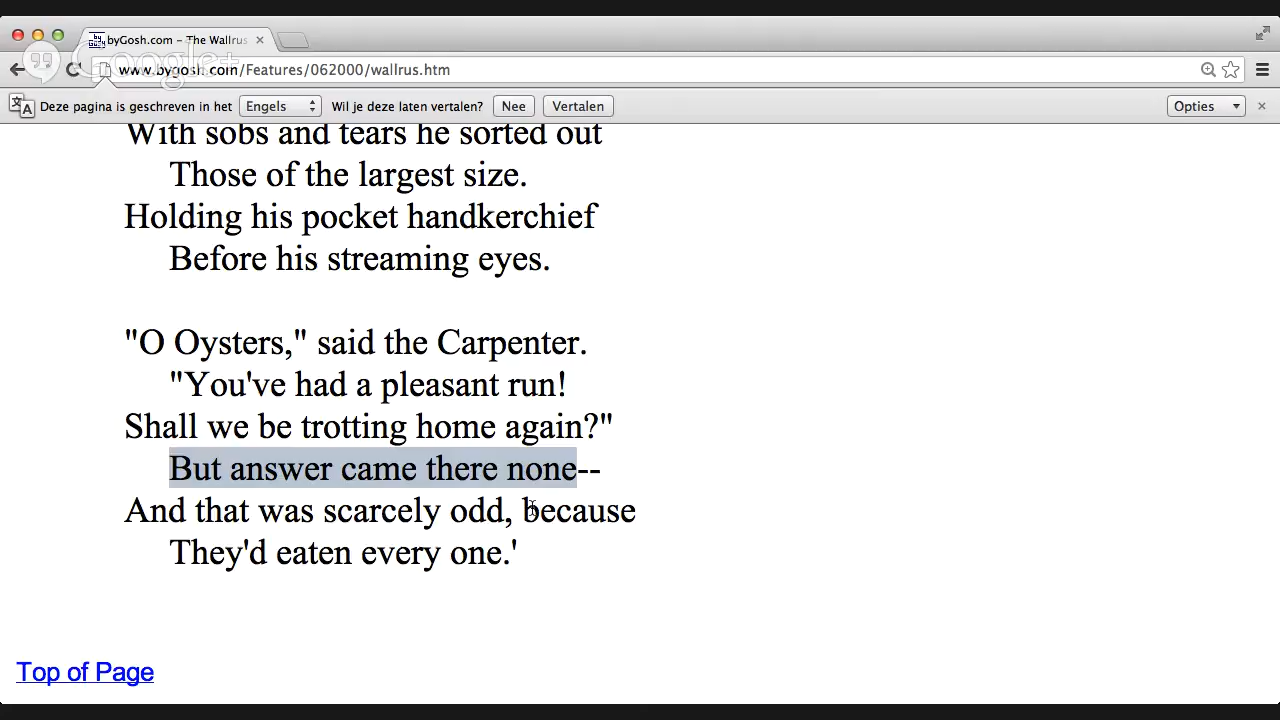 byGosh.com – The Wallrus
Google+
www.bygosh.com/Features/062000/wallrus.htm
Deze pagina is geschreven in het Engels Wil je deze laten vertalen? Nee Vertalen Opties
With sobs and tears he sorted out
Those of the largest size.
Holding his pocket handkerchief
Before his streaming eyes.
"O Oysters," said the Carpenter.
"You've had a pleasant run!
Shall we be trotting home again?"
But answer came there none--
And that was scarcely odd, because
They'd eaten every one.'
Top of Page